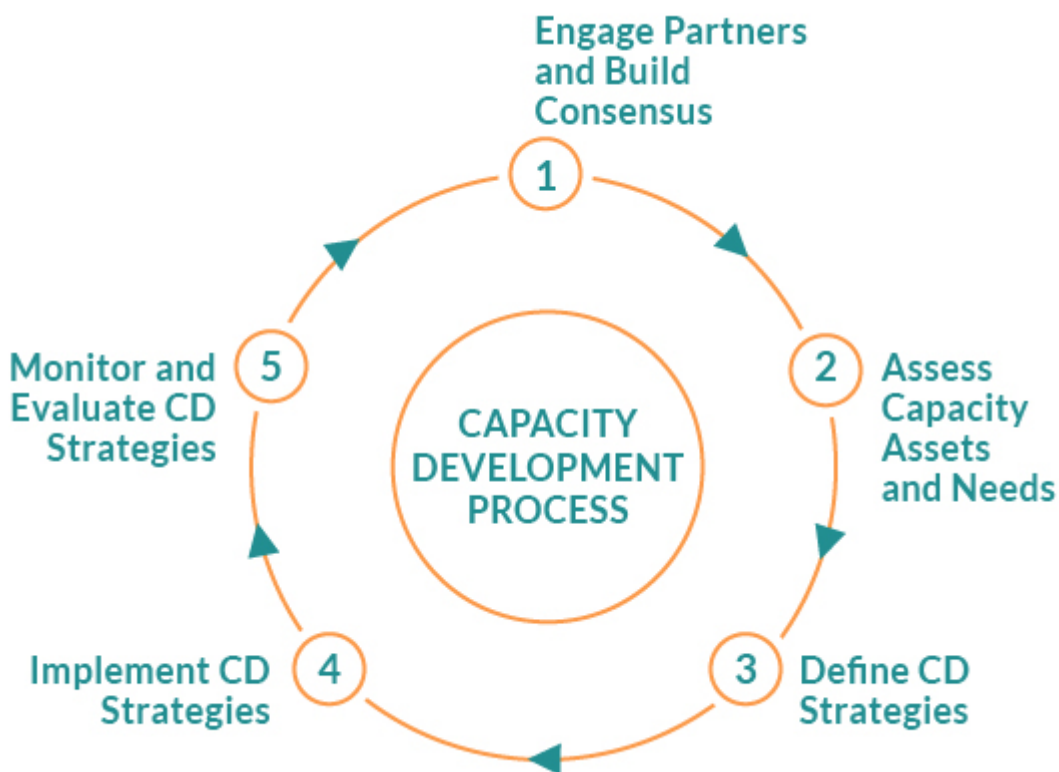 Engage Partners
and Build
Consensus
1
2
Assess
Capacity
Assets
and Needs
3
Define CD
Strategies
4
Implement CD
Strategies
5
Monitor and
Evaluate CD
Strategies
CAPACITY
DEVELOPMENT
PROCESS